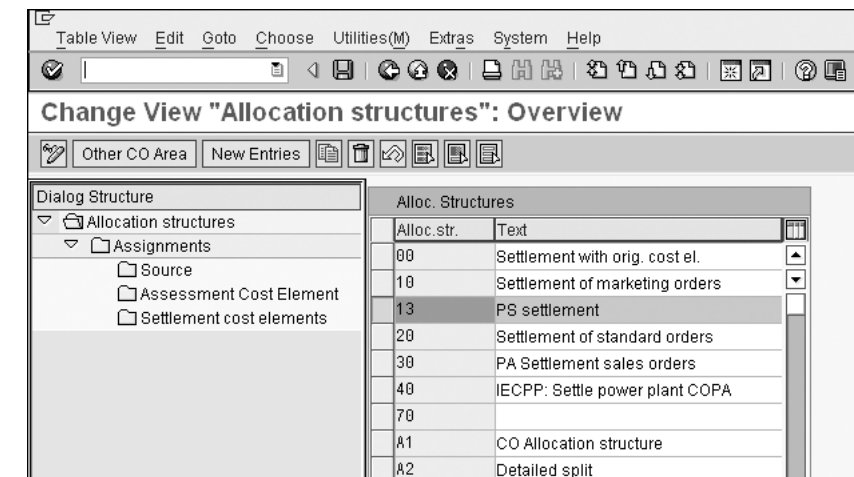 Table View Edit Goto Choose Utilities(M) Extras System Help
Change View "Allocation structures": Overview
Other CO Area New Entries
Dialog Structure
Allocation structures
Assignments
Source
Assessment Cost Element
Settlement cost elements
Alloc. Structures
Alloc.str. Text
00 Settlement with orig. cost el.
10 Settlement of marketing orders
13 PS settlement
20 Settlement of standard orders
30 PA Settlement sales orders
40 IECPP: Settle power plant COPA
70
A1 CO Allocation structure
A2 Detailed split